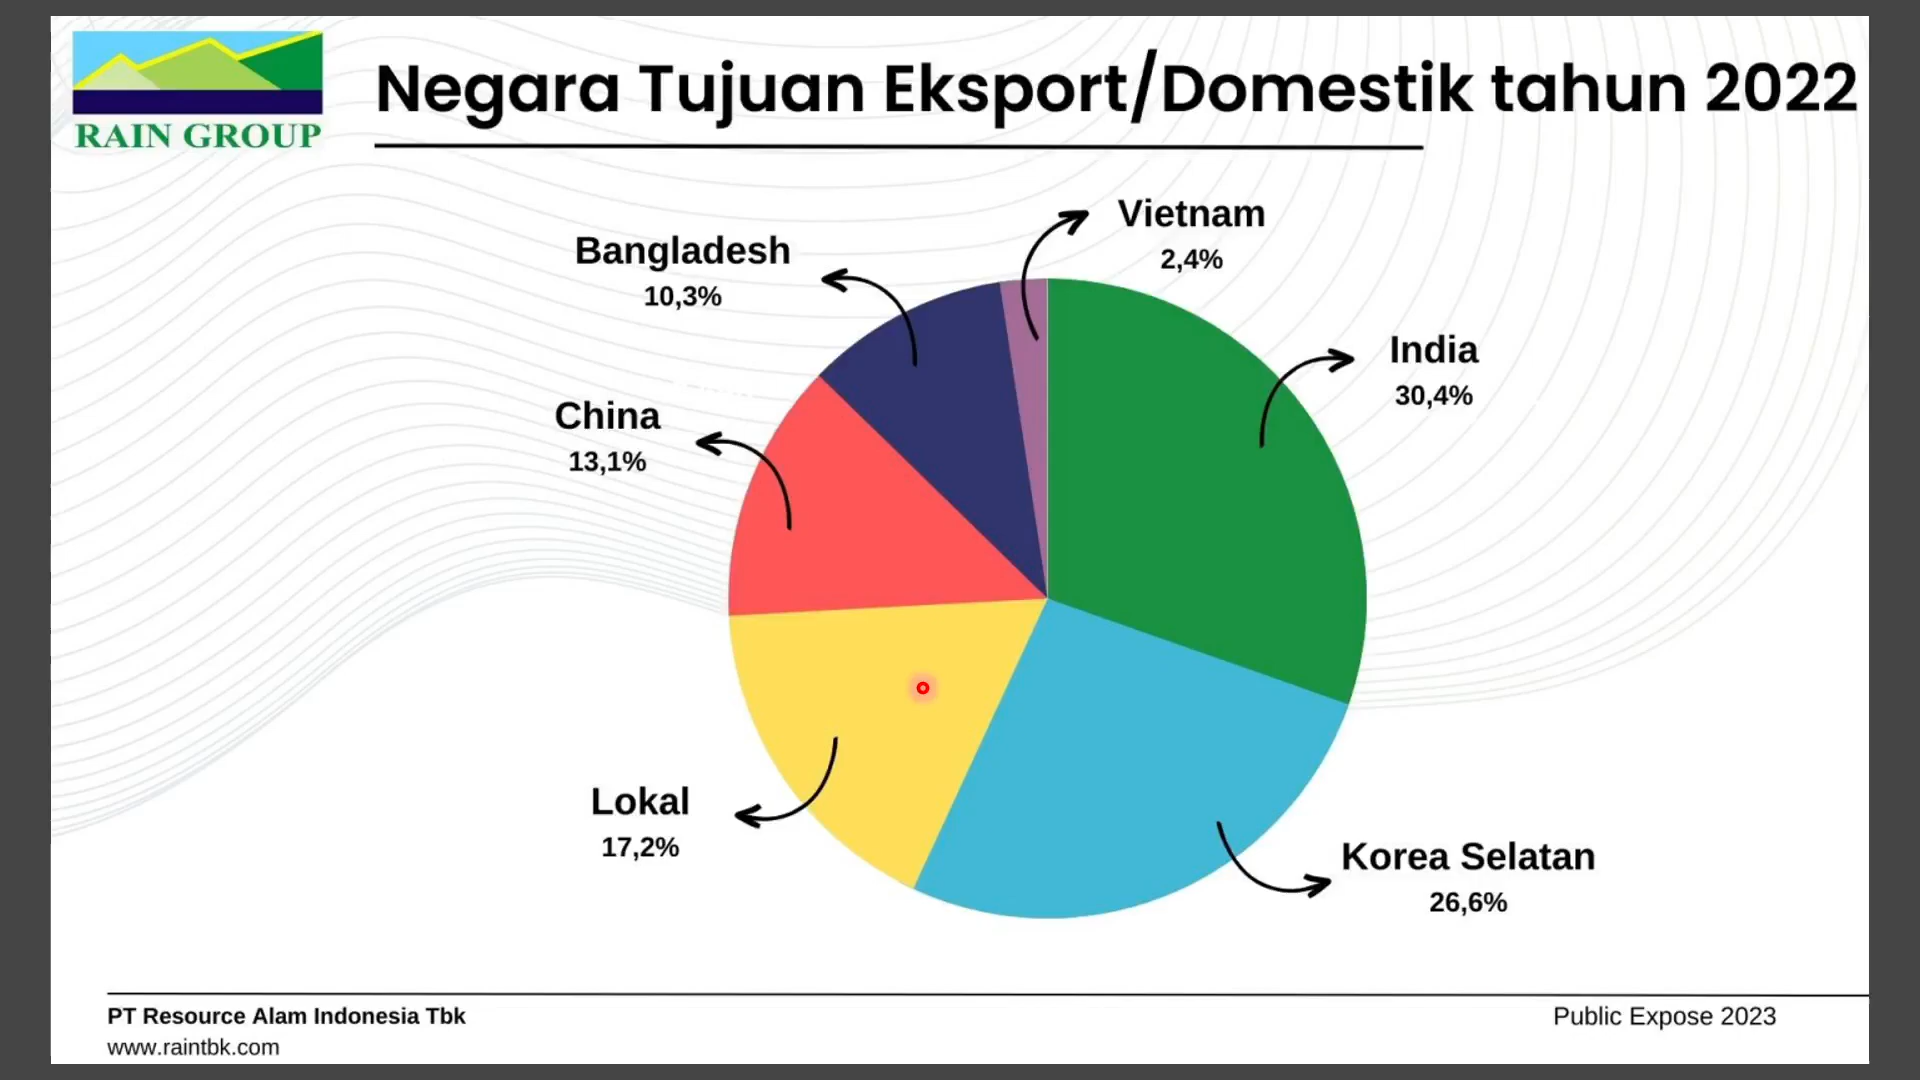 RAIN GROUP
Negara Tujuan Eksport/Domestik tahun 2022
Vietnam
2,4%
Bangladesh
10,3%
India
30,4%
China
13,1%
Lokal
17,2%
Korea Selatan
26,6%
PT Resource Alam Indonesia Tbk
www.raintbk.com
Public Expose 2023